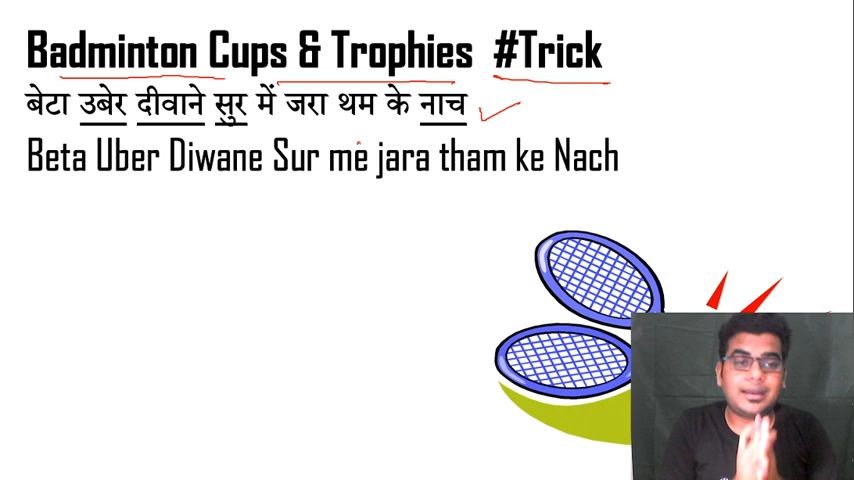 Badminton Cups & Trophies #Trick
बेटा उबेर दीवाने सुर में जरा थम के नाच
Beta Uber Diwane Sur me jara tham ke Nach